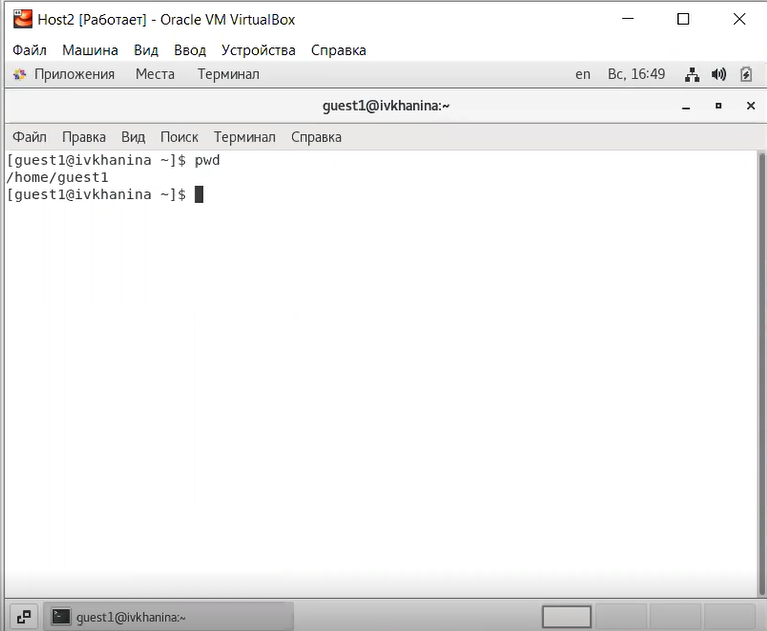 Host2 [Работает] - Oracle VM VirtualBox
Файл Машина Вид Ввод Устройства Справка
Приложения Места Терминал en Вс, 16:49
guest1@ivkhanina:~
Файл Правка Вид Поиск Терминал Справка
[guest1@ivkhanina ~]$ pwd
/home/guest1
[guest1@ivkhanina ~]$
guest1@ivkhanina:~